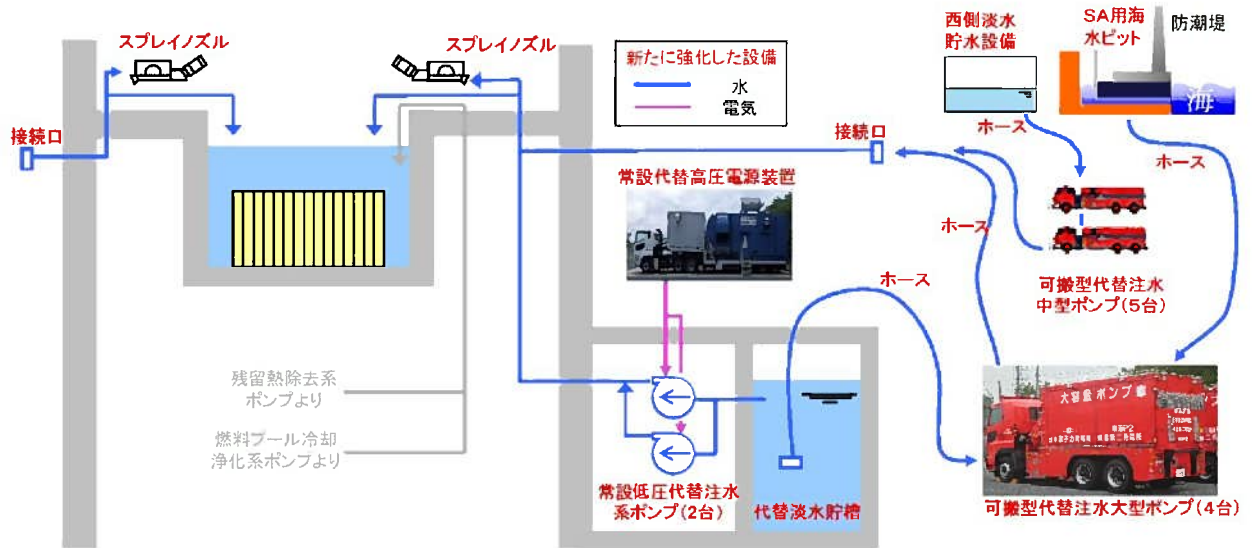 スプレイノズル
スプレイノズル
新たに強化した設備
水
電気
西側淡水
貯水設備
SA用海
水ピット
防潮堤
海
ホース
ホース
接続口
接続口
常設代替高圧電源装置
ホース
ホース
可搬型代替注水
中型ポンプ(5台)
残留熱除去系
ポンプより
燃料プール冷却
浄化系ポンプより
大容量ポンプ車
常設低圧代替注水
系ポンプ(2台)
代替淡水貯槽
可搬型代替注水大型ポンプ(4台)